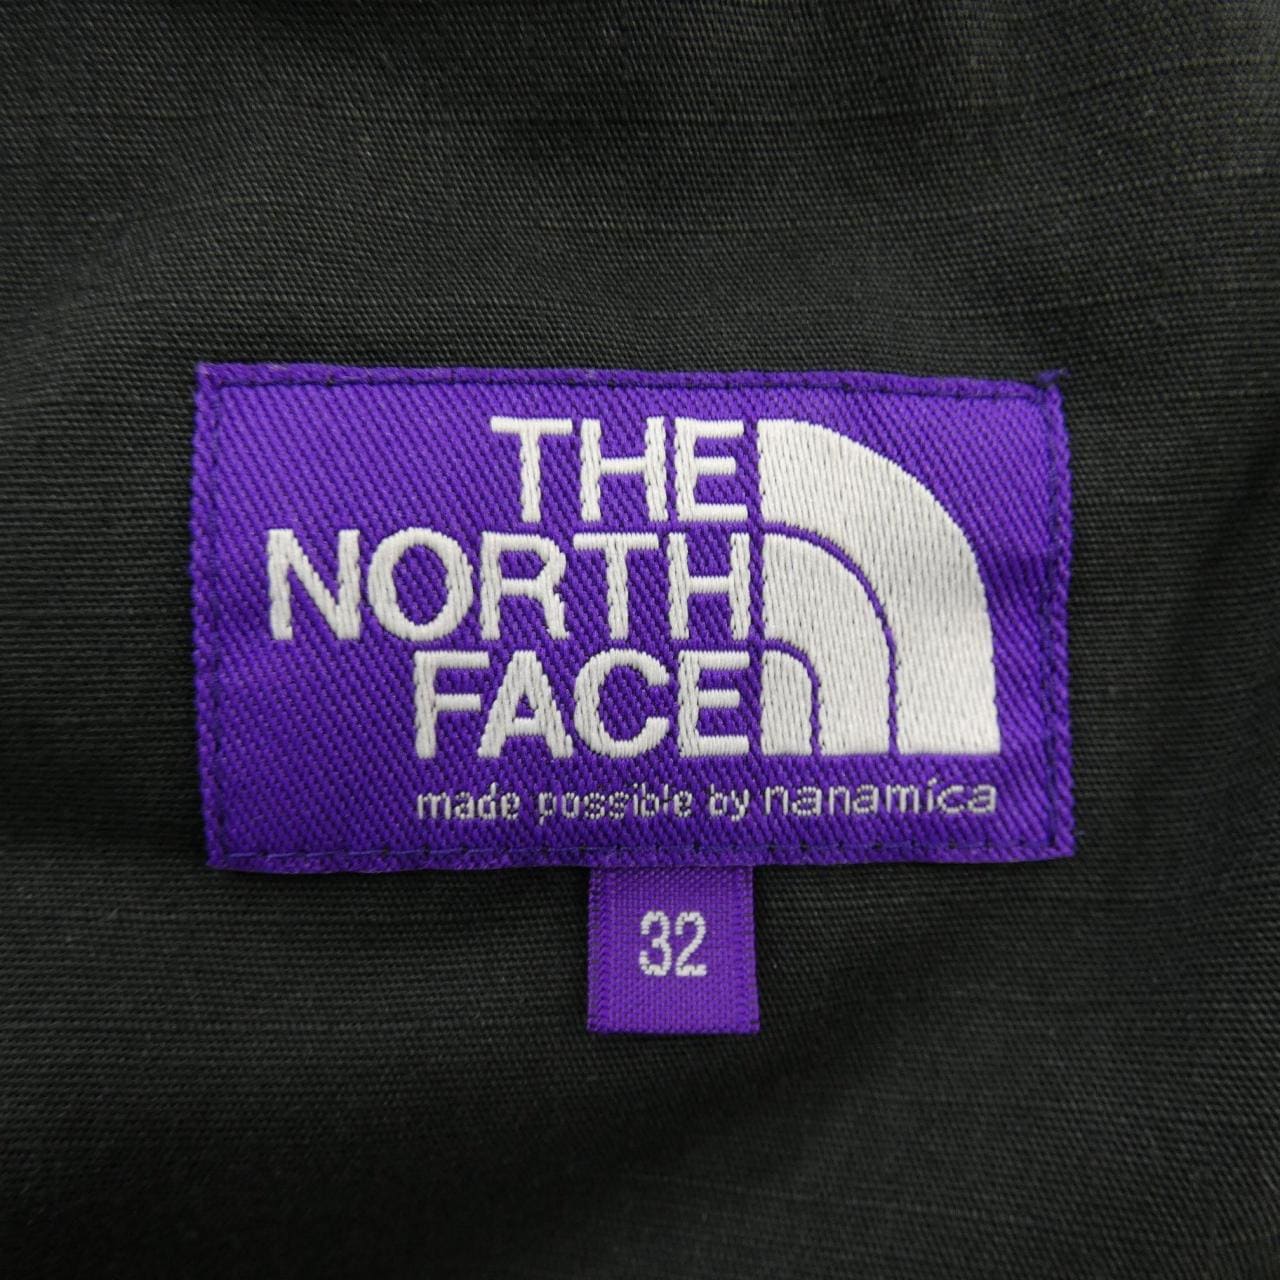 THE
NORTH
FACE
made possible by nanamica
32